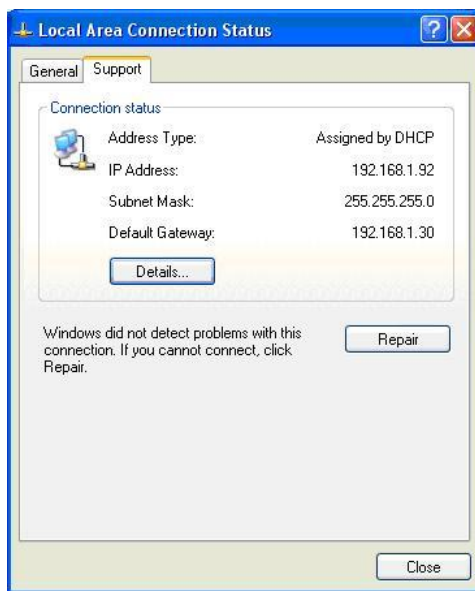 Local Area Connection Status
General Support
Connection status
Address Type: Assigned by DHCP
IP Address: 192.168.1.92
Subnet Mask: 255.255.255.0
Default Gateway: 192.168.1.30
Details...
Windows did not detect problems with this
connection. If you cannot connect, click
Repair.
Repair
Close